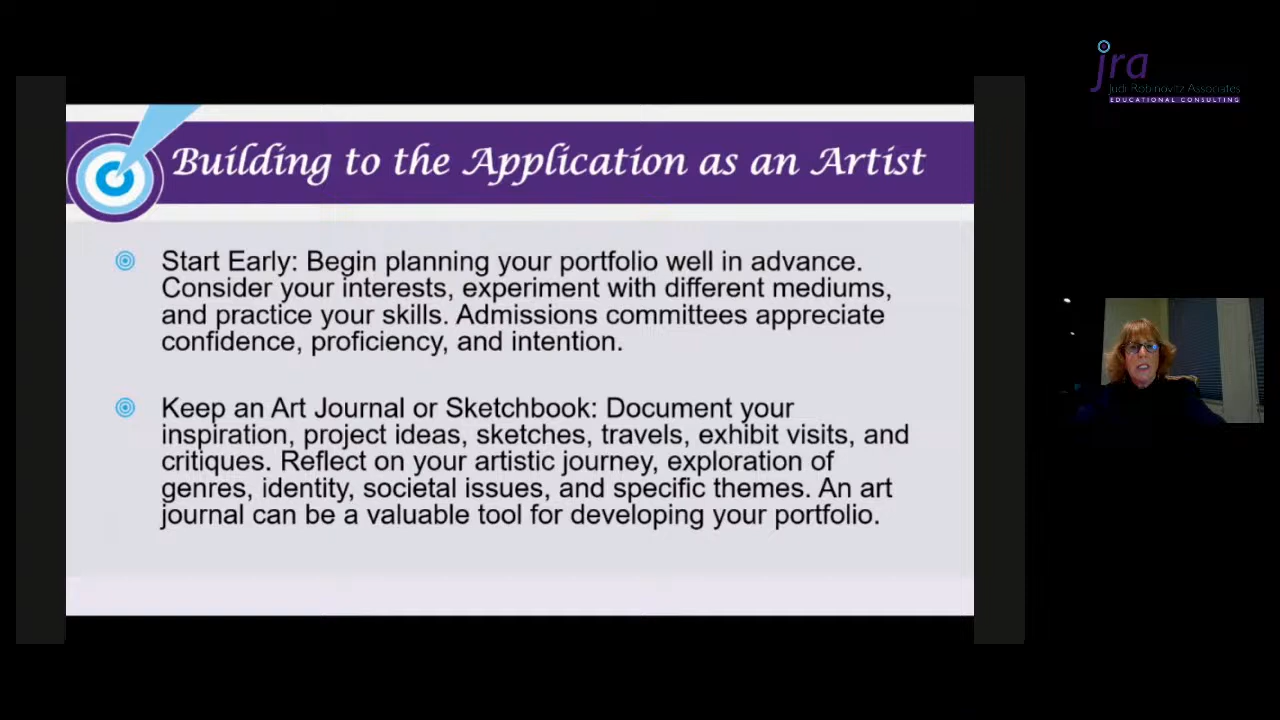 jra
Judi Robinovitz Associates
EDUCATIONAL CONSULTING
Building to the Application as an Artist
Start Early: Begin planning your portfolio well in advance.
Consider your interests, experiment with different mediums,
and practice your skills. Admissions committees appreciate
confidence, proficiency, and intention.
Keep an Art Journal or Sketchbook: Document your
inspiration, project ideas, sketches, travels, exhibit visits, and
critiques. Reflect on your artistic journey, exploration of
genres, identity, societal issues, and specific themes. An art
journal can be a valuable tool for developing your portfolio.